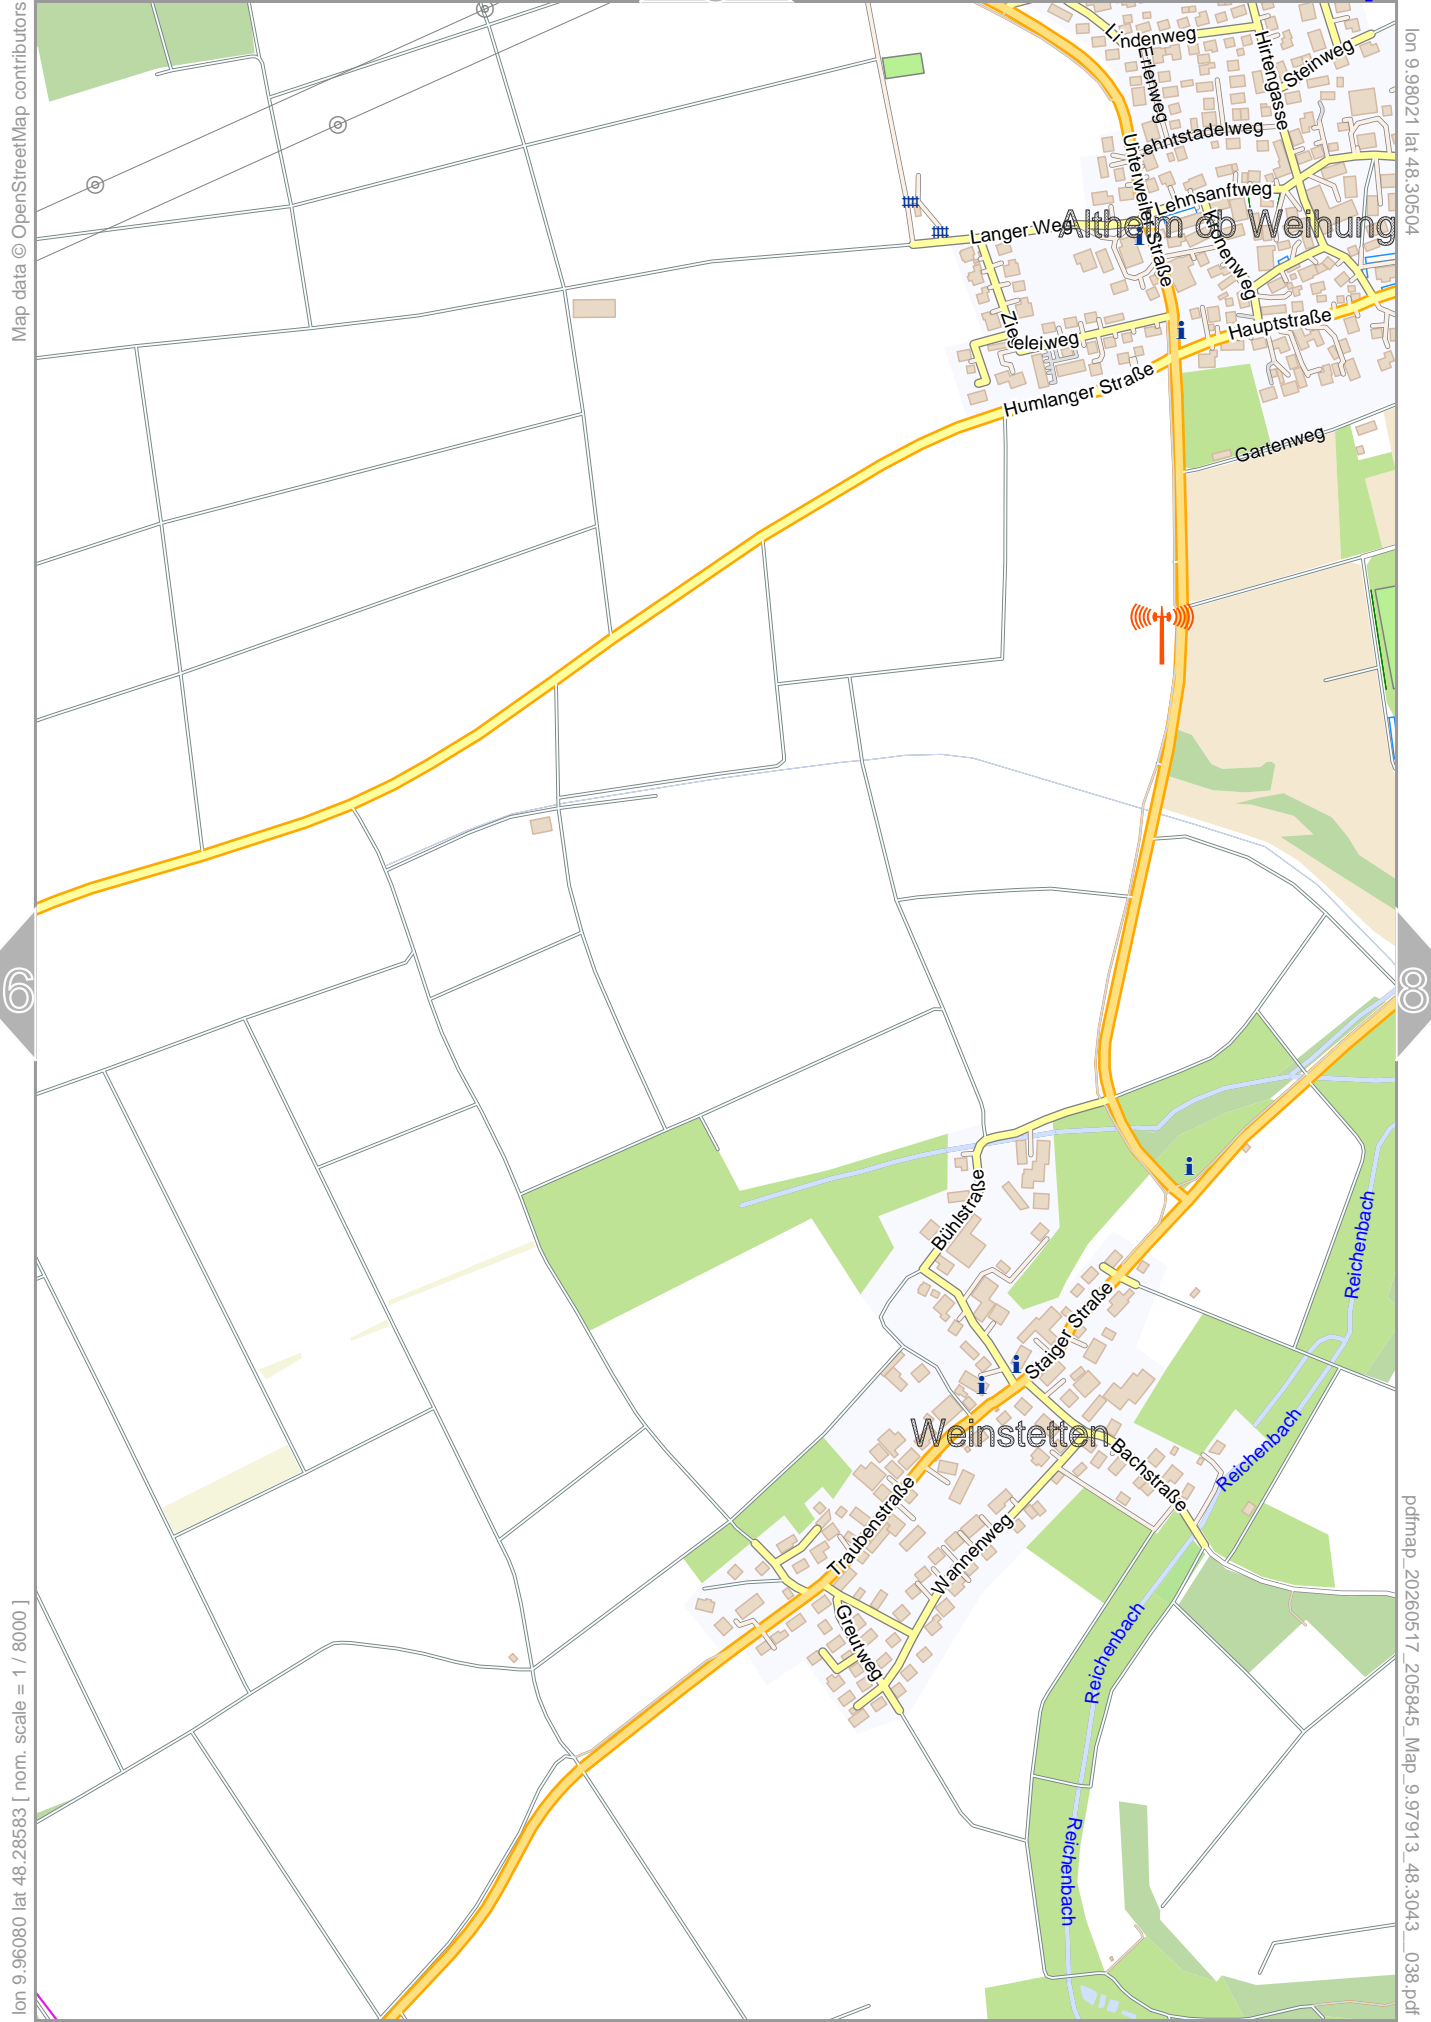 Map data © OpenStreetMap contributors
lon 9.98021 lat 48.30504
Lindenweg
Erlenweg
Hirtengasse
Steinweg
Lehntstadelweg
Unterweiler Straße
Lehnsanftweg
Altheim ob Weihung
Langer Weg
Kronenweg
Ziegeleiweg
Hauptstraße
Humlanger Straße
Gartenweg
6
8
Bühlstraße
Reichenbach
Staiger Straße
Weinstetten
Reichenbach
Bachstraße
Traubenstraße
Wannenweg
Greutweg
Reichenbach
Reichenbach
lon 9.96080 lat 48.28583 [ nom. scale = 1 / 8000 ]
pdfmap_20260517_205845_Map_9.97913_48.3043__038.pdf